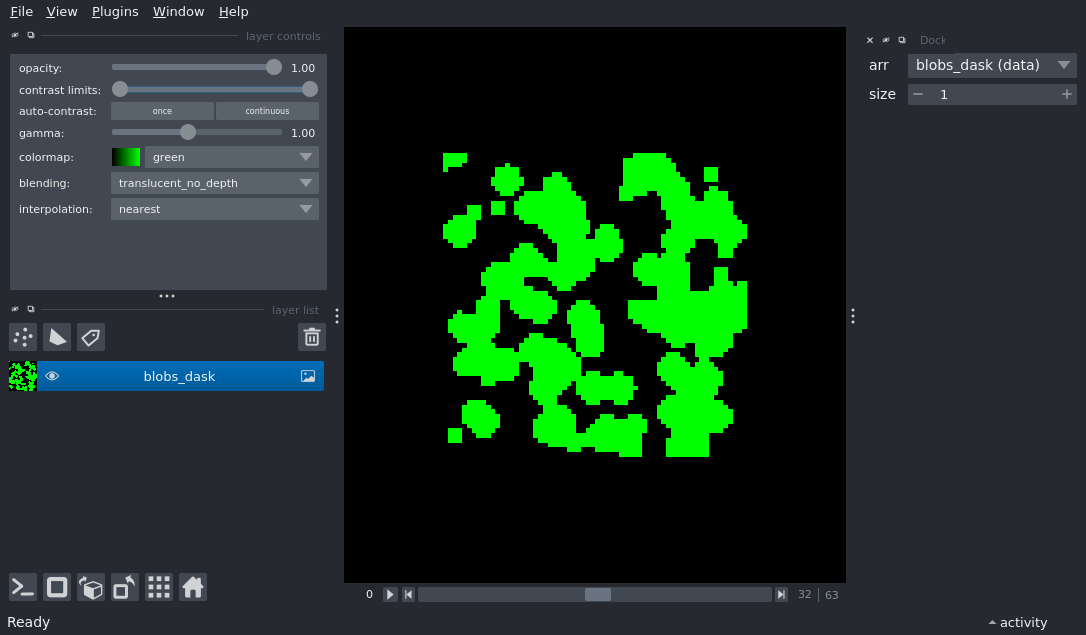 File View Plugins Window Help
layer controls
opacity: 1.00
contrast limits:
auto-contrast: once continuous
gamma: 1.00
colormap: green
blending: translucent_no_depth
interpolation: nearest
layer list
blobs_dask
0 32 | 63
Dock
arr blobs_dask (data)
size 1
Ready
activity